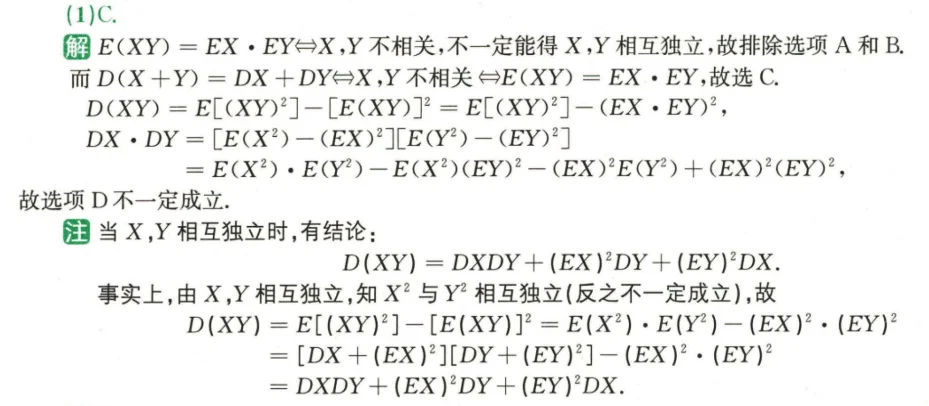 (1)C.
解 E(XY) = EX·EY⇔X,Y 不相关,不一定能得 X,Y 相互独立,故排除选项 A 和 B.
而 D(X+Y) = DX+DY⇔X,Y 不相关⇔E(XY) = EX·EY,故选 C.
D(XY) = E[(XY)²]-[E(XY)]² = E[(XY)²]-(EX·EY)²,
DX·DY = [E(X²)-(EX)²][E(Y²)-(EY)²]
= E(X²)·E(Y²)-E(X²)(EY)²-(EX)²E(Y²)+(EX)²(EY)²,
故选项 D 不一定成立.
注 当 X,Y 相互独立时,有结论:
D(XY) = DXDY+(EX)²DY+(EY)²DX.
事实上,由 X,Y 相互独立,知 X² 与 Y² 相互独立(反之不一定成立),故
D(XY) = E[(XY)²]-[E(XY)]² = E(X²)·E(Y²)-(EX)²·(EY)²
= [DX+(EX)²][DY+(EY)²]-(EX)²·(EY)²
= DXDY+(EX)²DY+(EY)²DX.